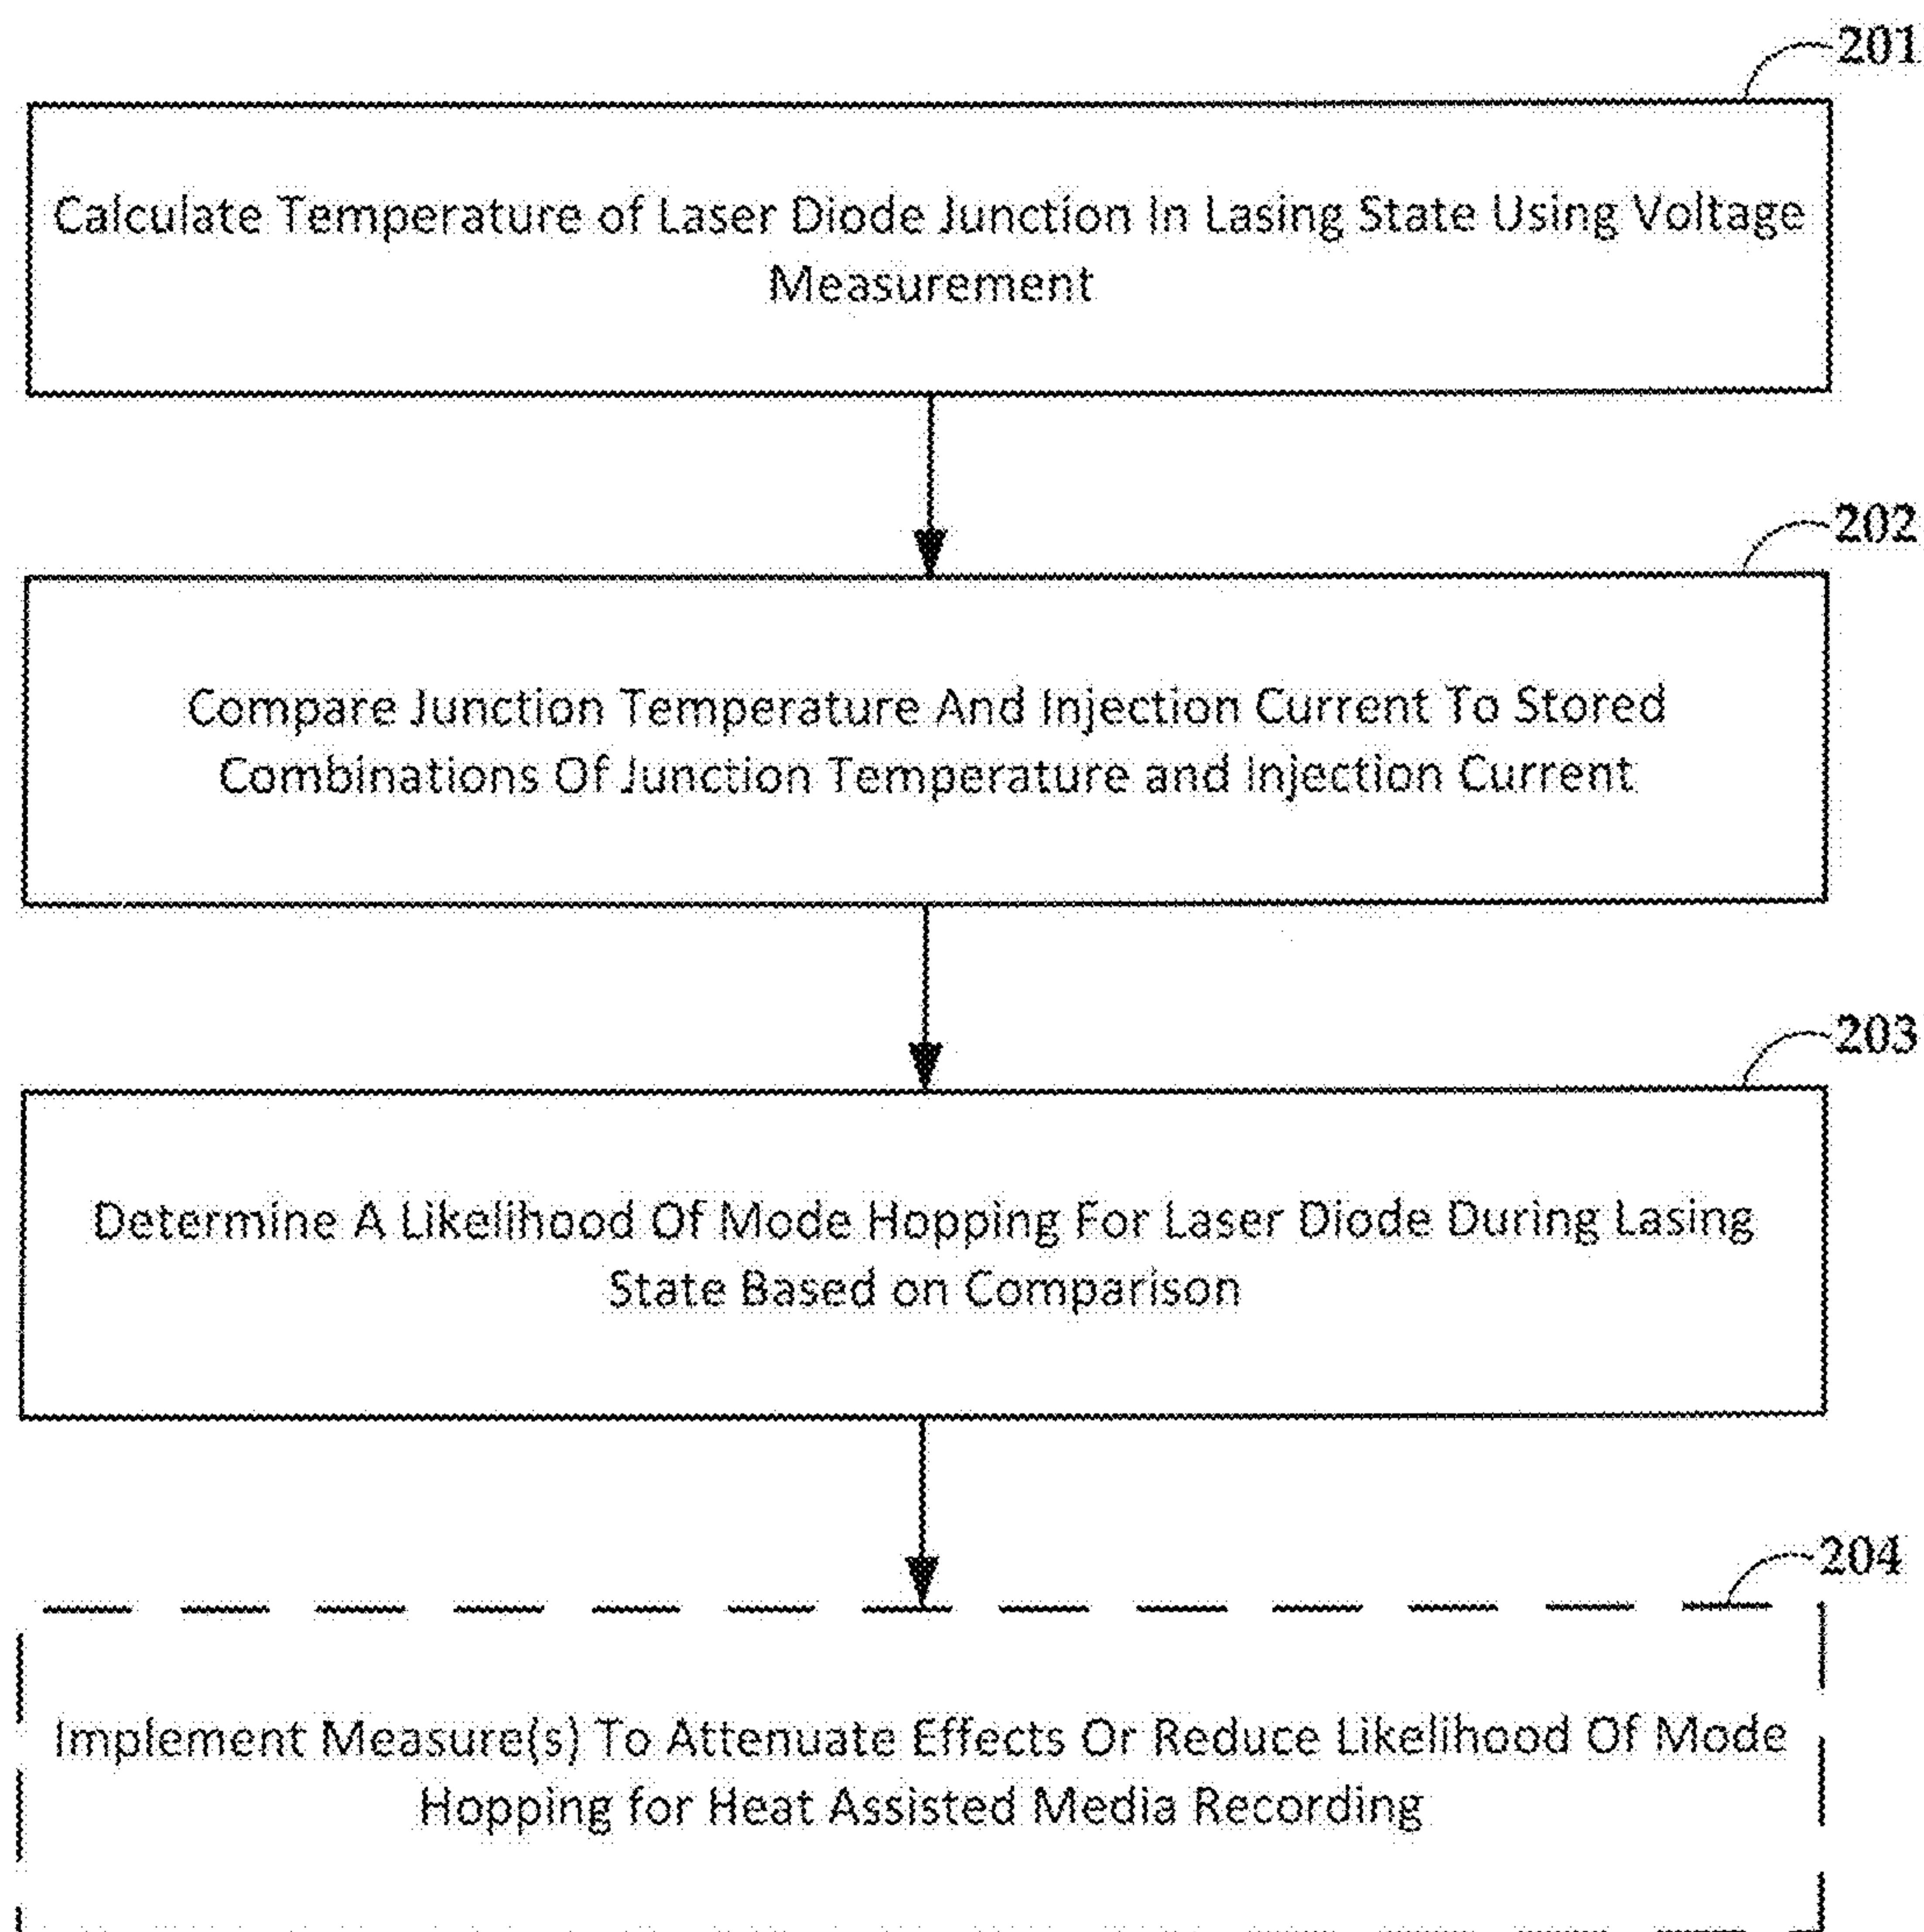 201
Calculate Temperature of Laser Diode Junction In Lasing State Using Voltage
Measurement
202
Compare Junction Temperature And Injection Current To Stored
Combinations Of Junction Temperature and Injection Current
203
Determine A Likelihood Of Mode Hopping For Laser Diode During Lasing
State Based on Comparison
204
Implement Measure(s) To Attenuate Effects Or Reduce Likelihood Of Mode
Hopping for Heat Assisted Media Recording